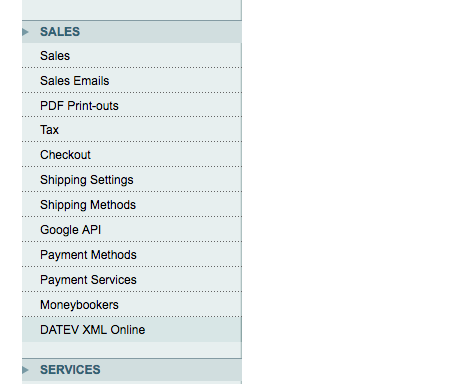 SALES
Sales
Sales Emails
PDF Print-outs
Tax
Checkout
Shipping Settings
Shipping Methods
Google API
Payment Methods
Payment Services
Moneybookers
DATEV XML Online
SERVICES